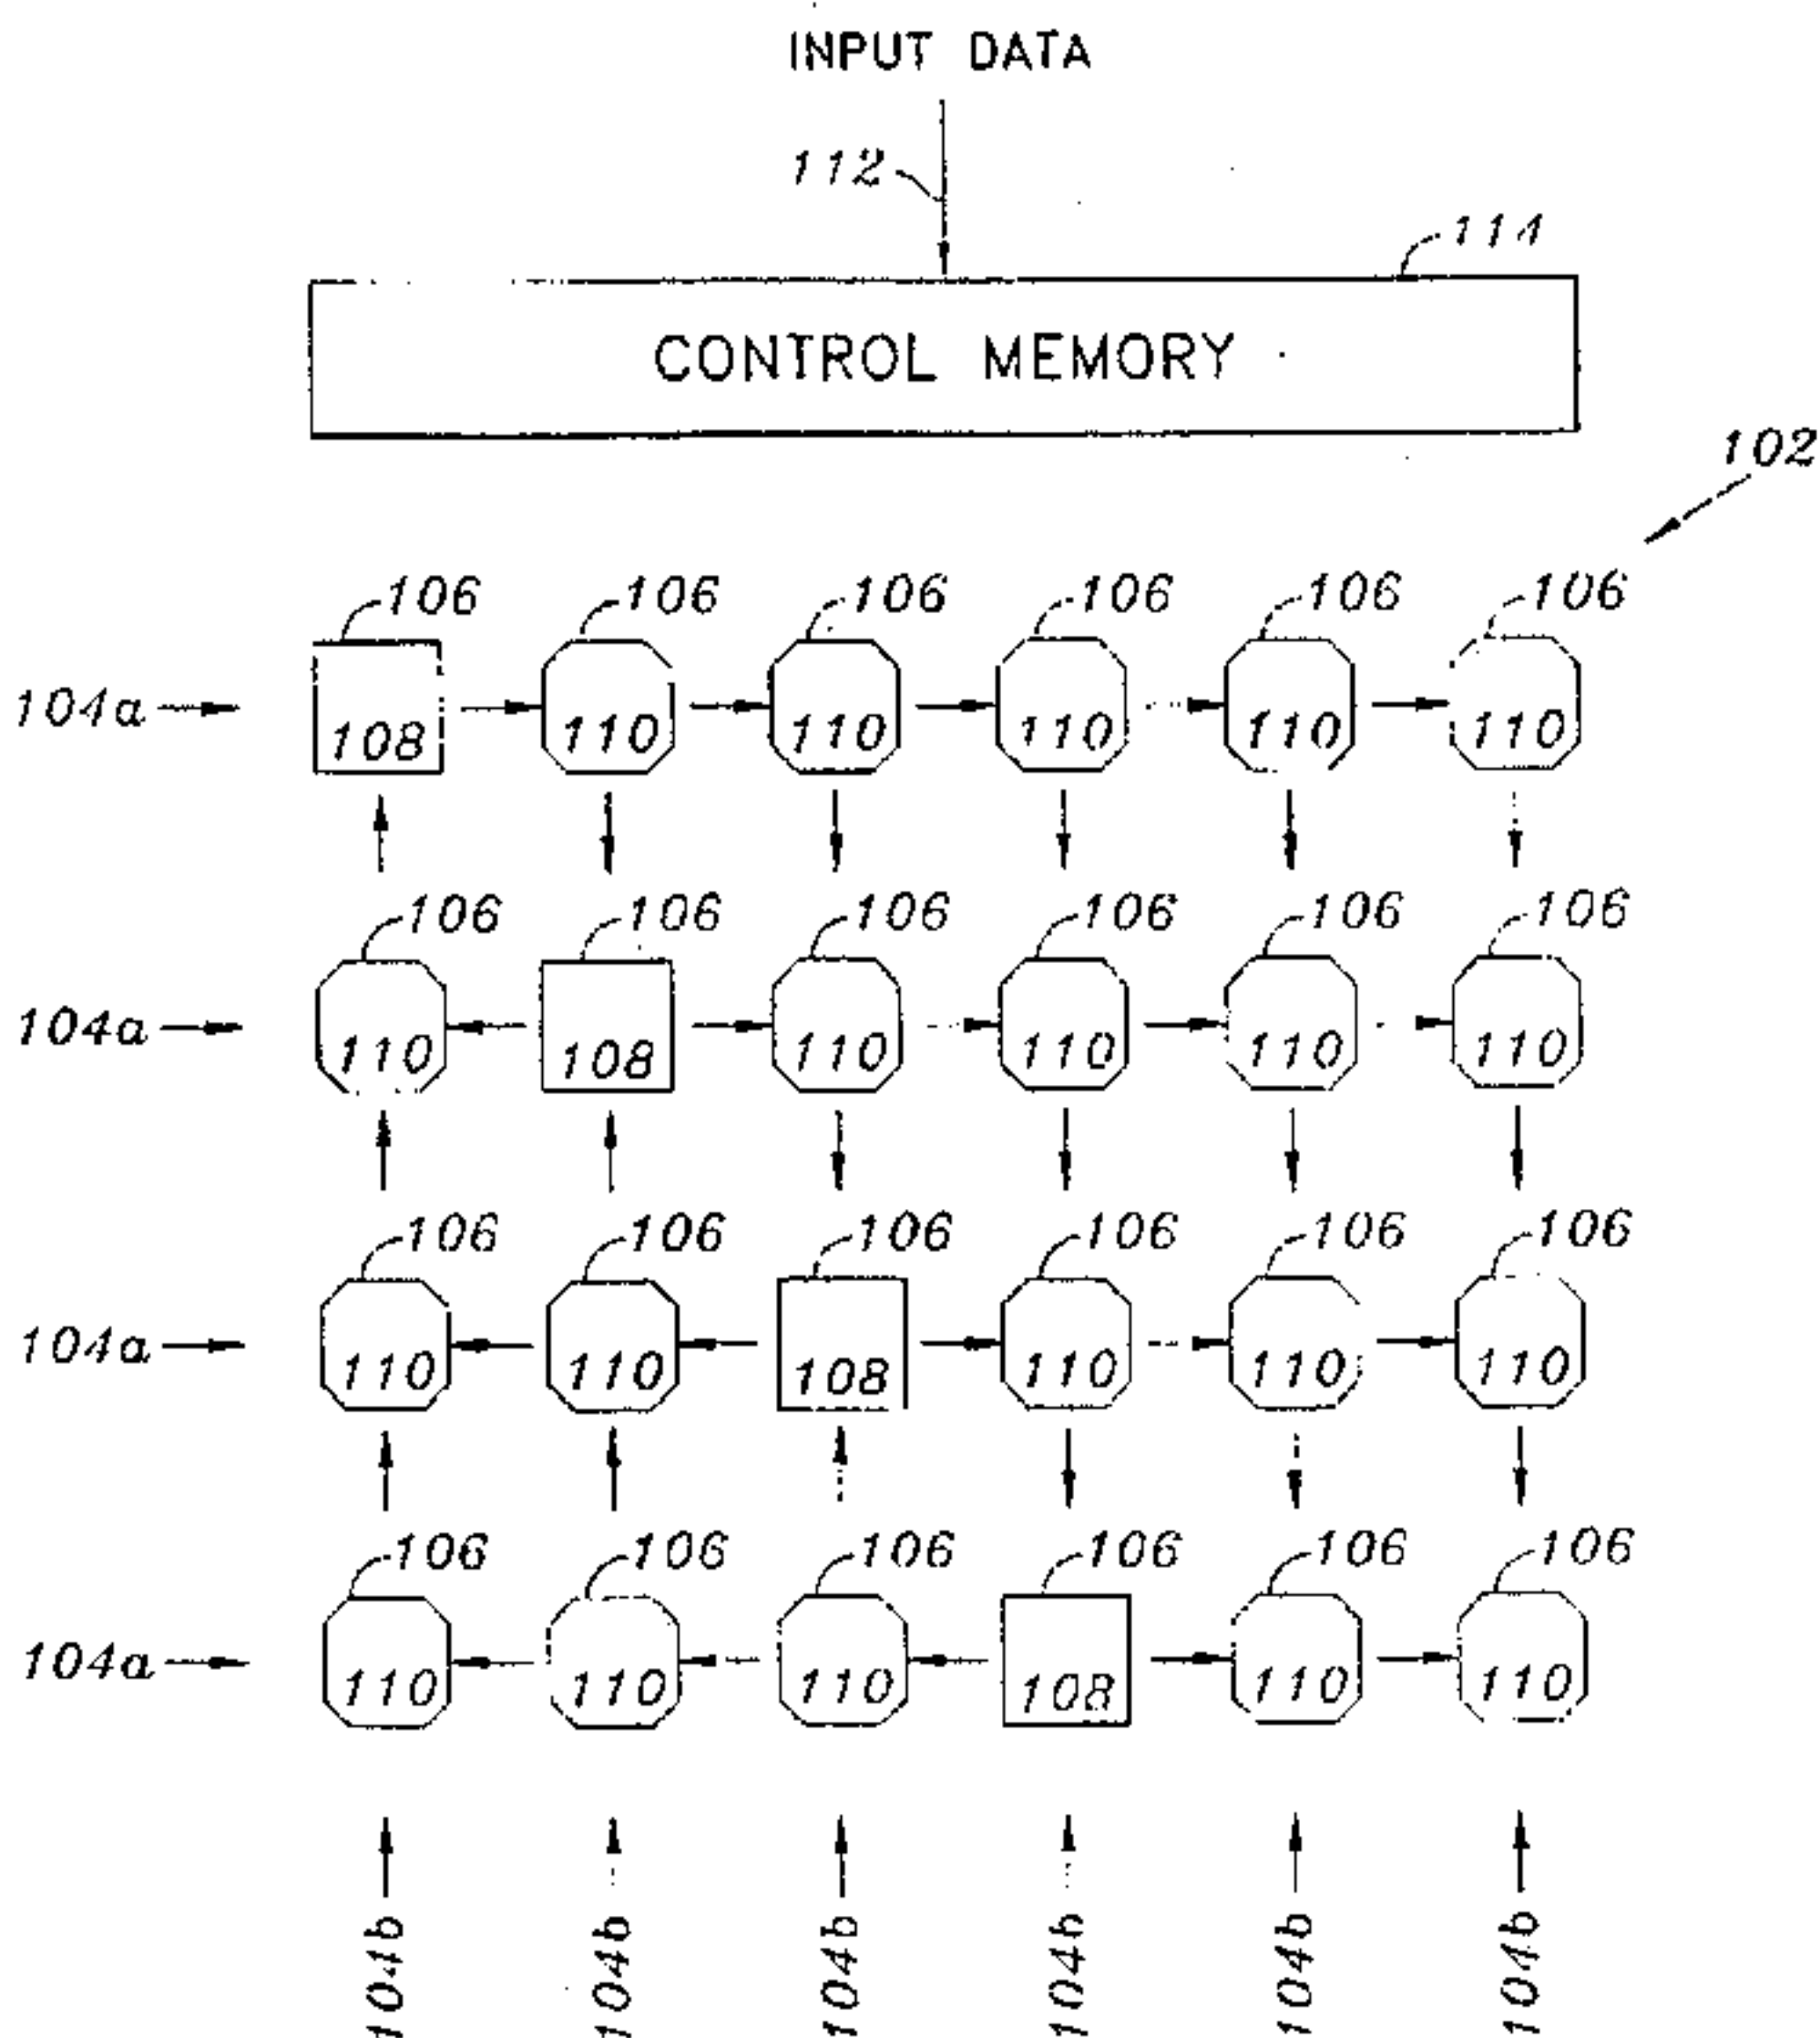 INPUT DATA
112
114
CONTROL MEMORY
102
106 106 106 106 106 106
104a 108 110 110 110 110 110
106 106 106 106 106 106
104a 110 108 110 110 110 110
106 106 106 106 106 106
104a 110 110 108 110 110 110
106 106 106 106 106 106
104a 110 110 110 108 110 110
104b 104b 104b 104b 104b 104b